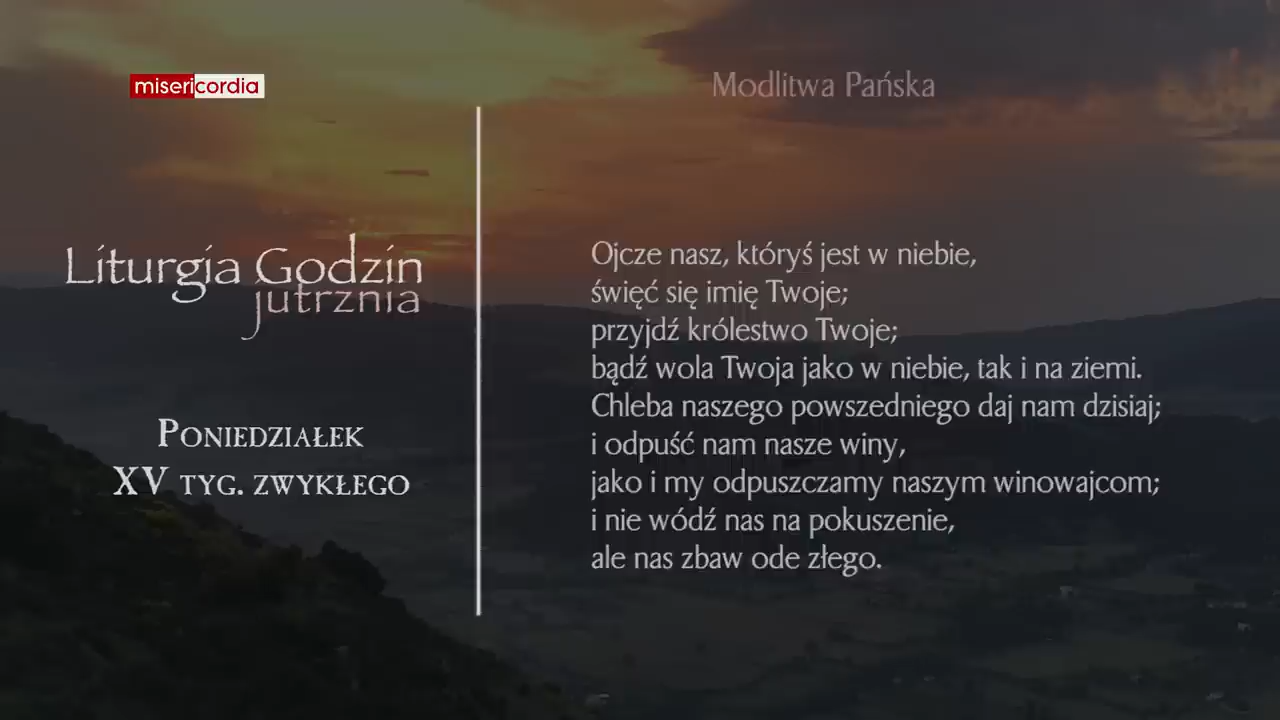 misericordia
Modlitwa Pańska
Liturgia Godzin
jutrznia
Poniedziałek
XV tyg. zwykłego
Ojcze nasz, któryś jest w niebie,
święć się imię Twoje;
przyjdź królestwo Twoje;
bądź wola Twoja jako w niebie, tak i na ziemi.
Chleba naszego powszedniego daj nam dzisiaj;
i odpuść nam nasze winy,
jako i my odpuszczamy naszym winowajcom;
i nie wódź nas na pokuszenie,
ale nas zbaw ode złego.